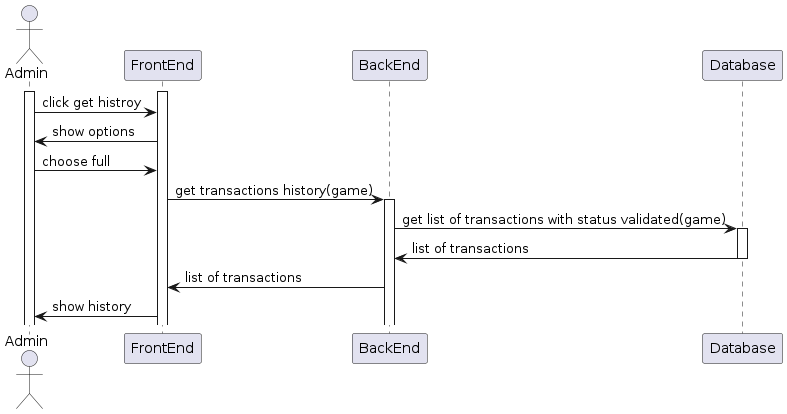 Admin
FrontEnd
BackEnd
Database
click get histroy
show options
choose full
get transactions history(game)
get list of transactions with status validated(game)
list of transactions
list of transactions
show history
Admin
FrontEnd
BackEnd
Database